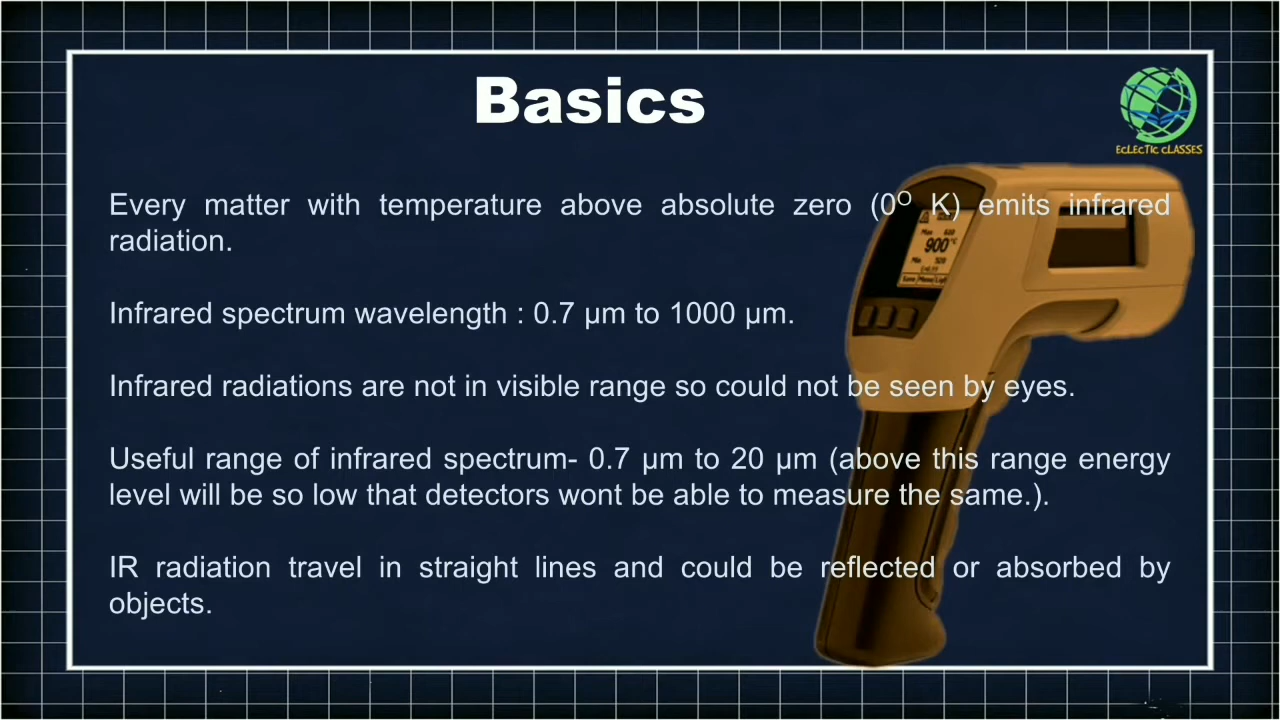 Basics
ECLECTIC CLASSES
Every matter with temperature above absolute zero (0ᴼ K) emits infrared
radiation.
Max 620
900 °C
Min 520
Infrared spectrum wavelength : 0.7 µm to 1000 µm.
Infrared radiations are not in visible range so could not be seen by eyes.
Useful range of infrared spectrum- 0.7 µm to 20 µm (above this range energy
level will be so low that detectors wont be able to measure the same.).
IR radiation travel in straight lines and could be reflected or absorbed by
objects.